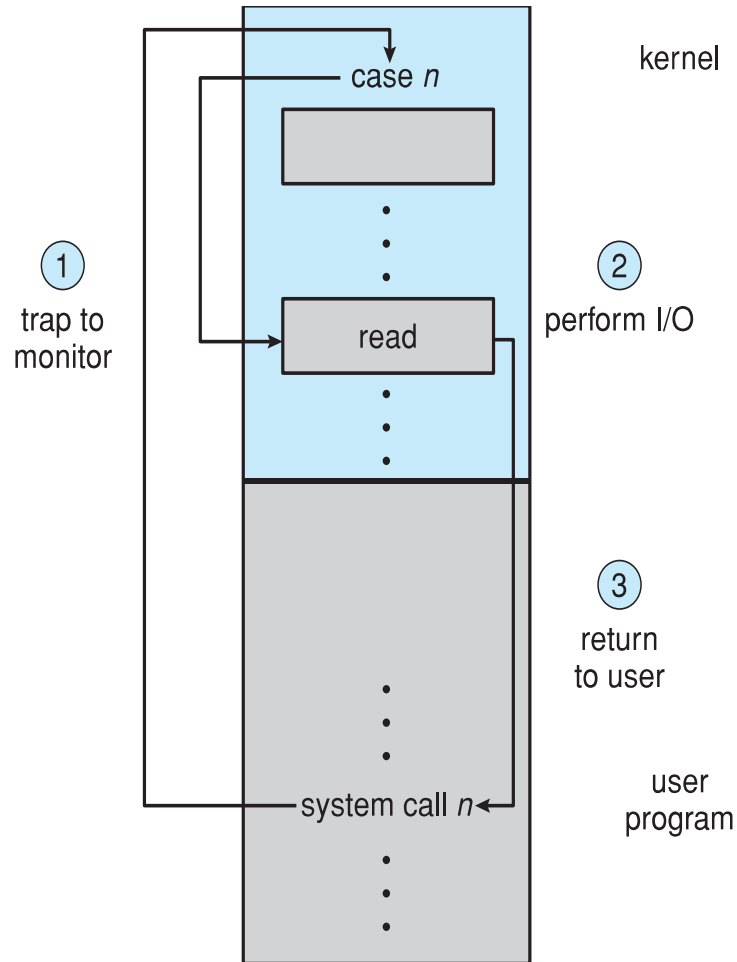 kernel
case n
1
trap to
monitor
2
perform I/O
read
3
return
to user
user
program
system call n